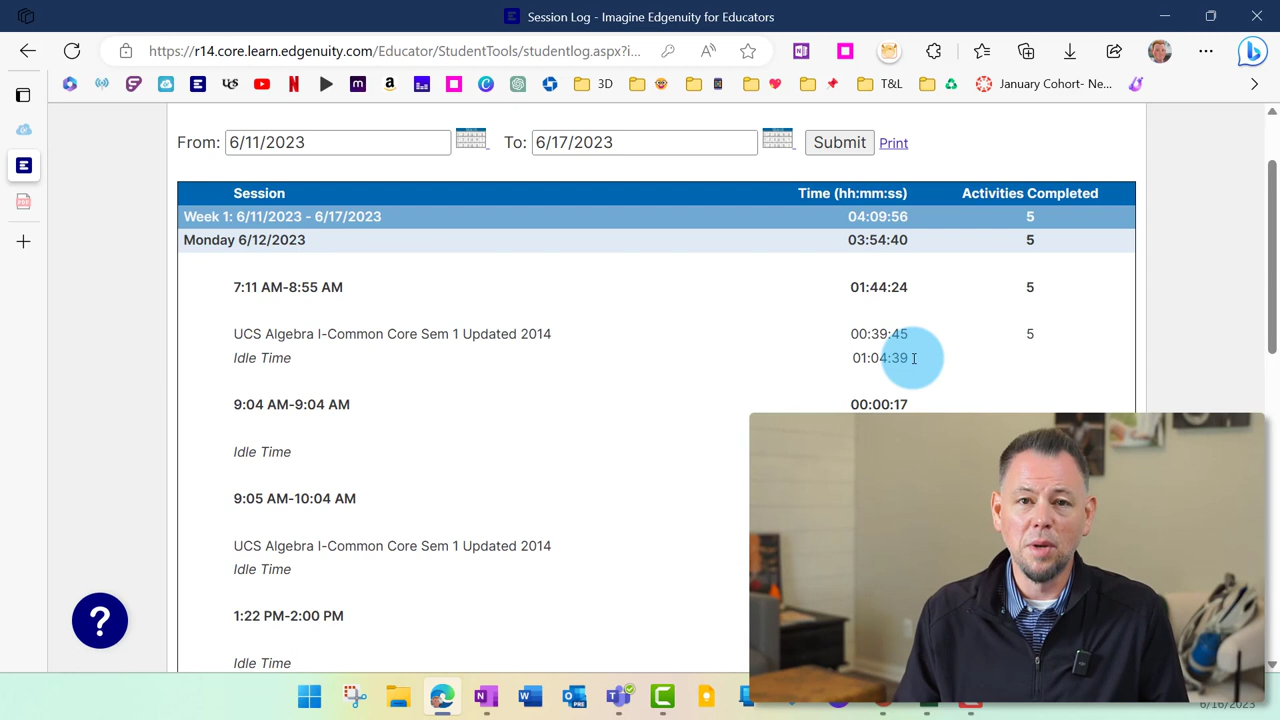 Session Log - Imagine Edgenuity for Educators
https://r14.core.learn.edgenuity.com/Educator/StudentTools/studentlog.aspx?i...
3D
T&L
January Cohort- Ne...
From: 6/11/2023 To: 6/17/2023 Submit Print
Session Time (hh:mm:ss) Activities Completed
Week 1: 6/11/2023 - 6/17/2023 04:09:56 5
Monday 6/12/2023 03:54:40 5
7:11 AM-8:55 AM 01:44:24 5
UCS Algebra I-Common Core Sem 1 Updated 2014 00:39:45 5
Idle Time 01:04:39
9:04 AM-9:04 AM 00:00:17
Idle Time
9:05 AM-10:04 AM
UCS Algebra I-Common Core Sem 1 Updated 2014
Idle Time
1:22 PM-2:00 PM
Idle Time
?
6/16/2023